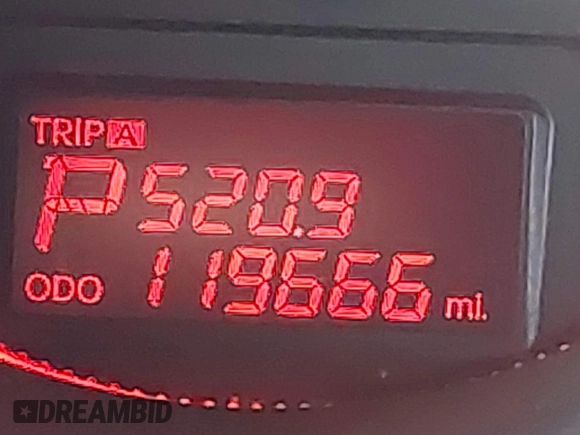 TRIP A
P 520.9
ODO 119666 mi.
DREAMBID